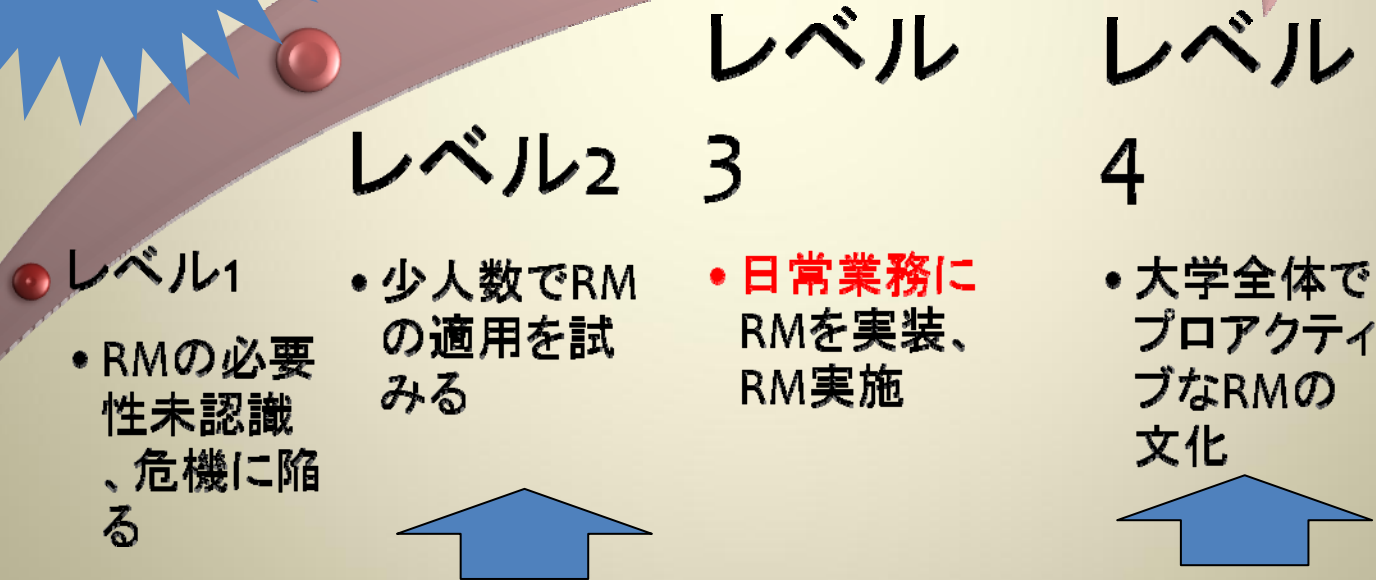 レベル1
• RMの必要
性未認識
、危機に陥
る
レベル2
• 少人数でRM
の適用を試
みる
レベル
3
• 日常業務に
RMを実装、
RM実施
レベル
4
• 大学全体で
プロアクティ
ブなRMの
文化